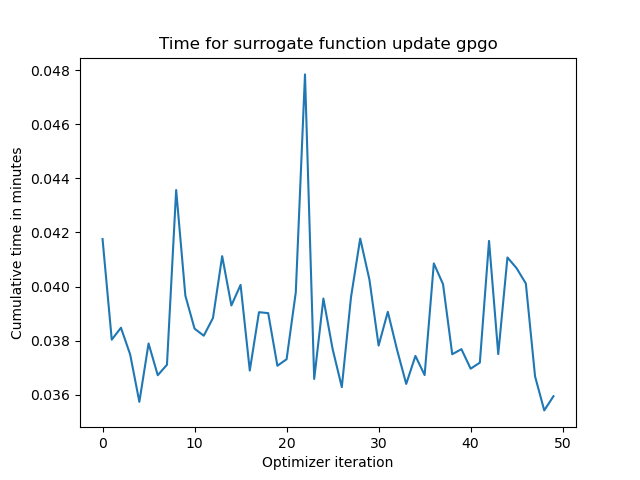 Time for surrogate function update gpgo
Cumulative time in minutes
0.048
0.046
0.044
0.042
0.040
0.038
0.036
0 10 20 30 40 50
Optimizer iteration